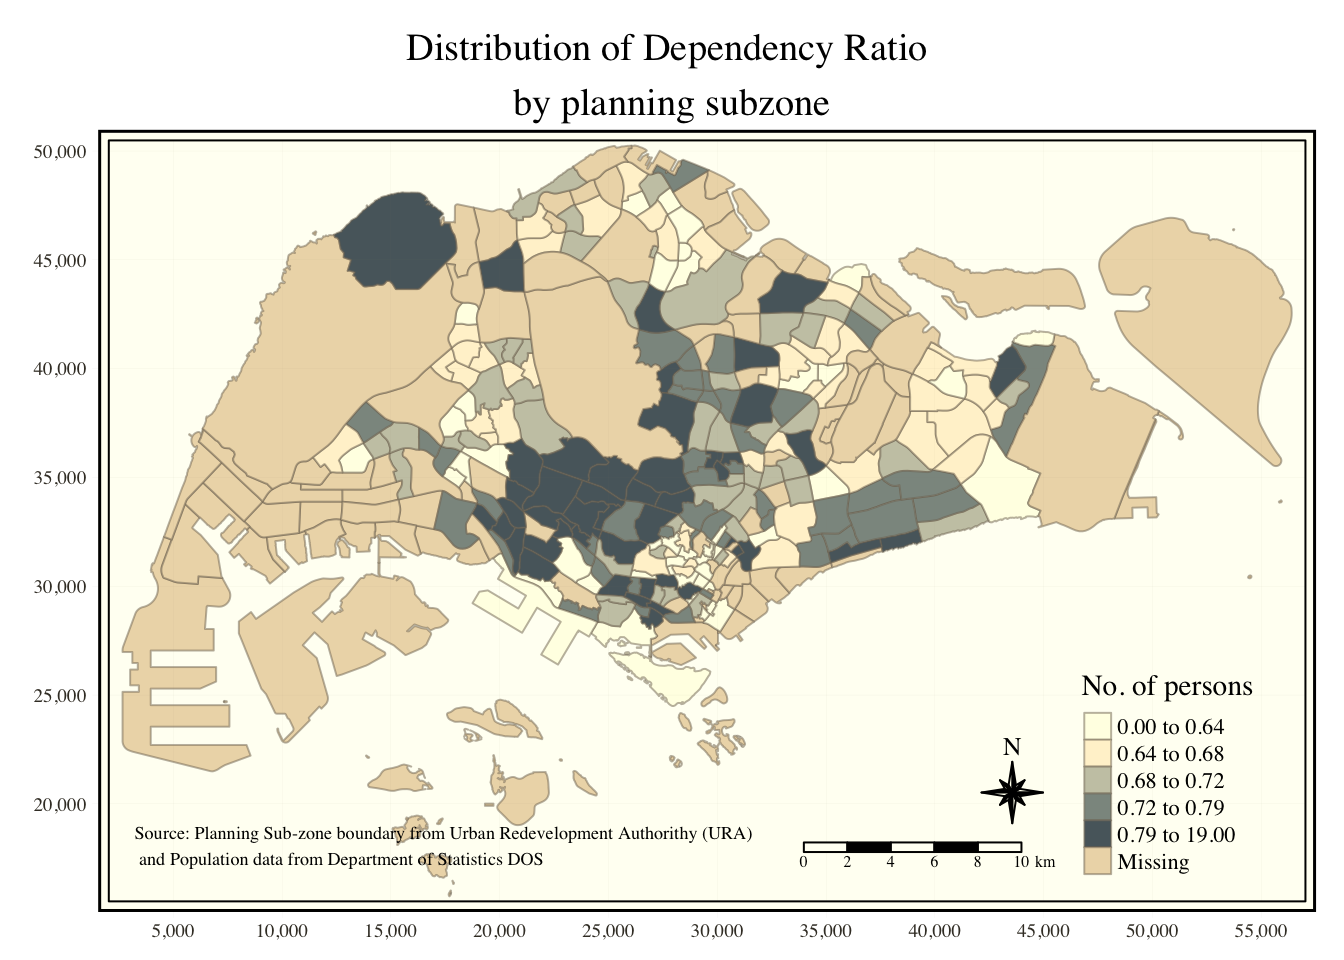 Distribution of Dependency Ratio
by planning subzone
50,000
45,000
40,000
35,000
30,000
25,000
20,000
No. of persons
0.00 to 0.64
0.64 to 0.68
0.68 to 0.72
0.72 to 0.79
0.79 to 19.00
Missing
N
0 2 4 6 8 10 km
Source: Planning Sub-zone boundary from Urban Redevelopment Authorithy (URA)
and Population data from Department of Statistics DOS
5,000 10,000 15,000 20,000 25,000 30,000 35,000 40,000 45,000 50,000 55,000